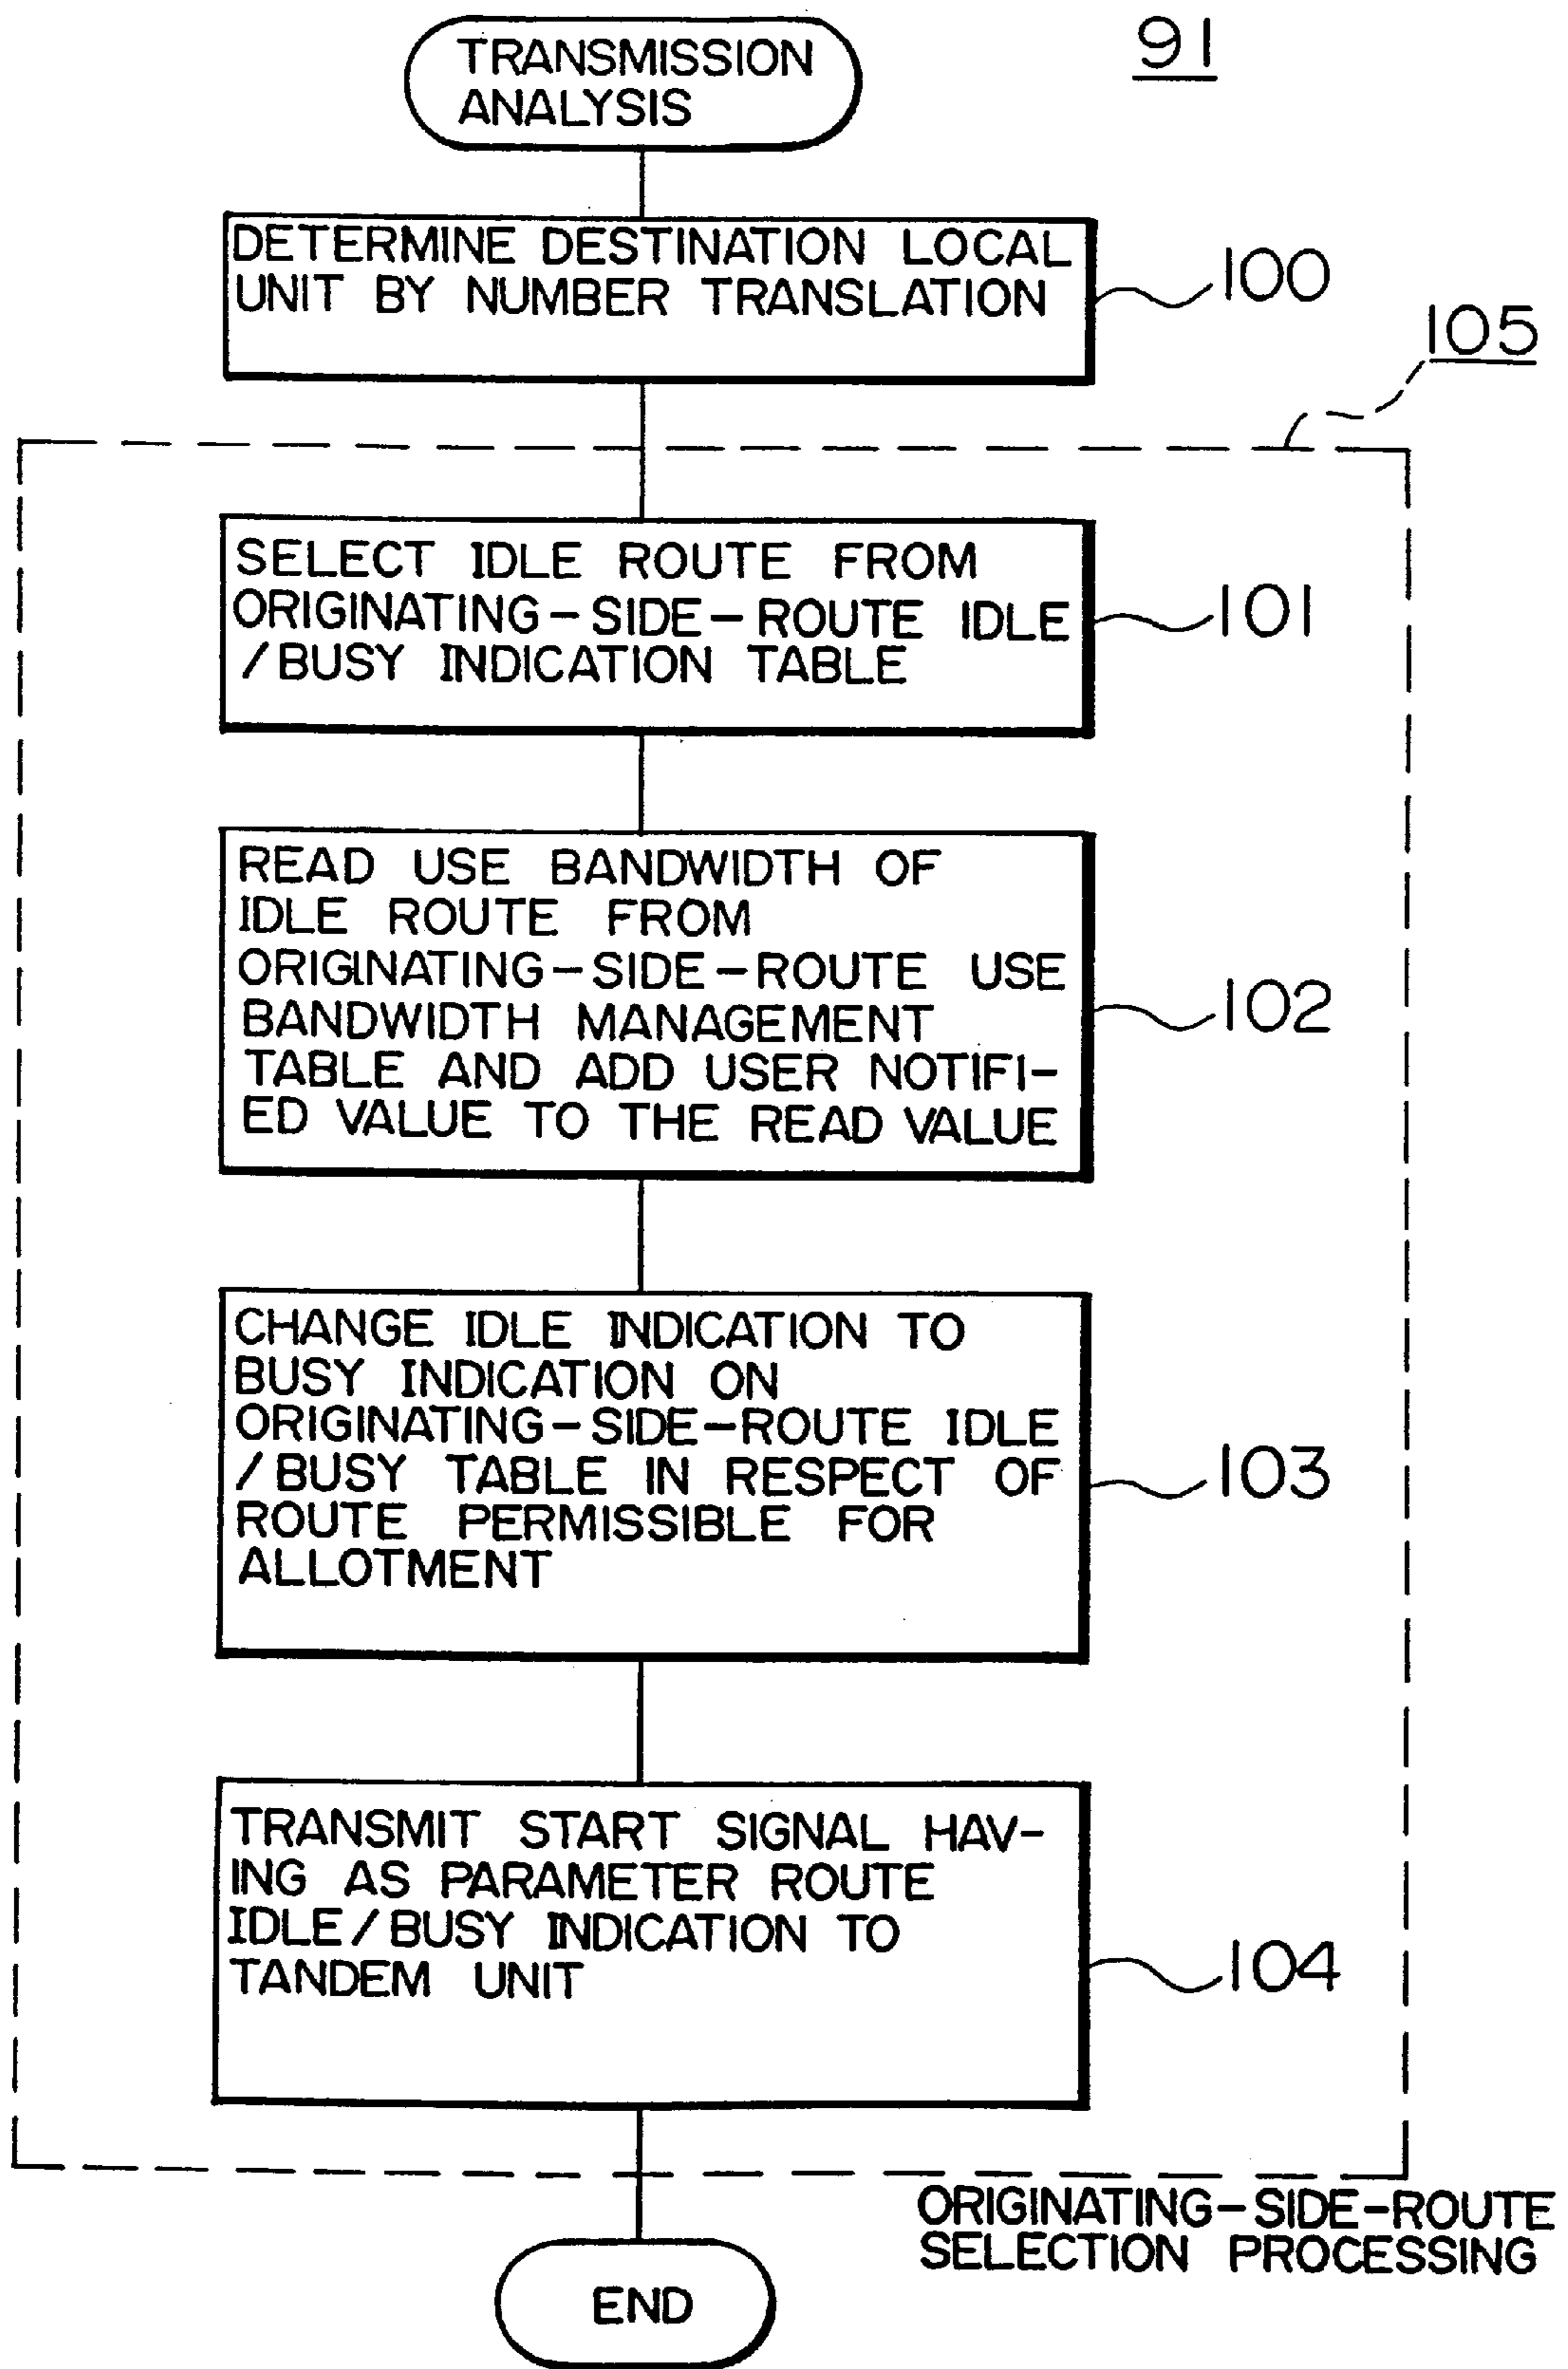 TRANSMISSION
ANALYSIS
91
DETERMINE DESTINATION LOCAL
UNIT BY NUMBER TRANSLATION
100
105
SELECT IDLE ROUTE FROM
ORIGINATING-SIDE-ROUTE IDLE
/BUSY INDICATION TABLE
101
READ USE BANDWIDTH OF
IDLE ROUTE FROM
ORIGINATING-SIDE-ROUTE USE
BANDWIDTH MANAGEMENT
TABLE AND ADD USER NOTIFI-
ED VALUE TO THE READ VALUE
102
CHANGE IDLE INDICATION TO
BUSY INDICATION ON
ORIGINATING-SIDE-ROUTE IDLE
/BUSY TABLE IN RESPECT OF
ROUTE PERMISSIBLE FOR
ALLOTMENT
103
TRANSMIT START SIGNAL HAV-
ING AS PARAMETER ROUTE
IDLE/BUSY INDICATION TO
TANDEM UNIT
104
ORIGINATING-SIDE-ROUTE
SELECTION PROCESSING
END